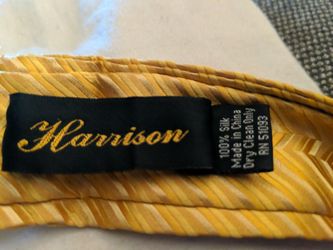 Harrison
100% Silk
Made in China
Dry Clean Only
RN 51093